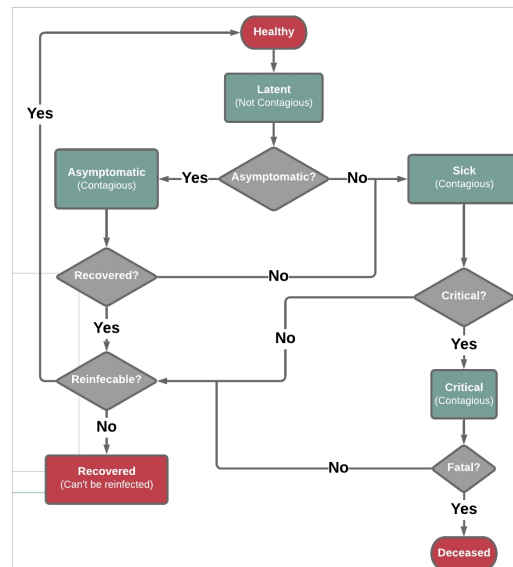 Healthy
Latent
(Not Contagious)
Yes
Asymptomatic
(Contagious)
Yes
Asymptomatic?
No
Sick
(Contagious)
Recovered?
No
Critical?
Yes
No
Yes
Reinfecable?
Critical
(Contagious)
No
Recovered
(Can't be reinfected)
No
Fatal?
Yes
Deceased